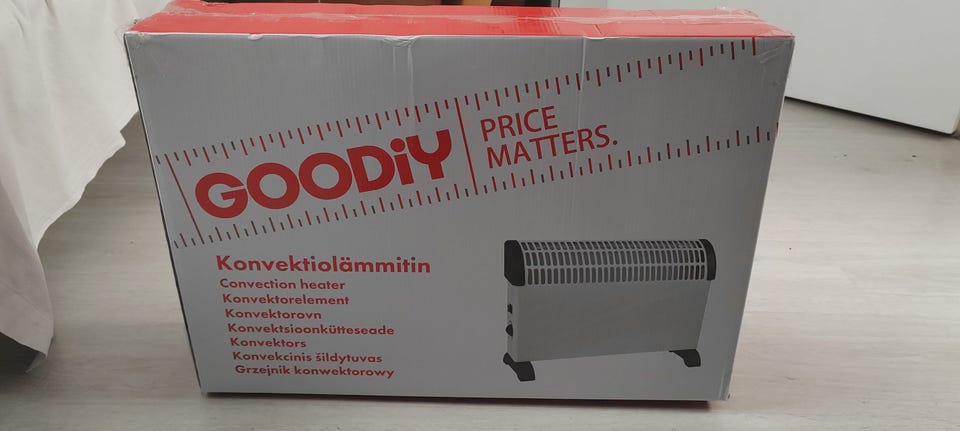 GOODiY
PRICE
MATTERS.
Konvektiolämmitin
Convection heater
Konvektorelement
Konvektorovn
Konvektsioonkütteseade
Konvektors
Konvekcinis šildytuvas
Grzejnik konwektorowy